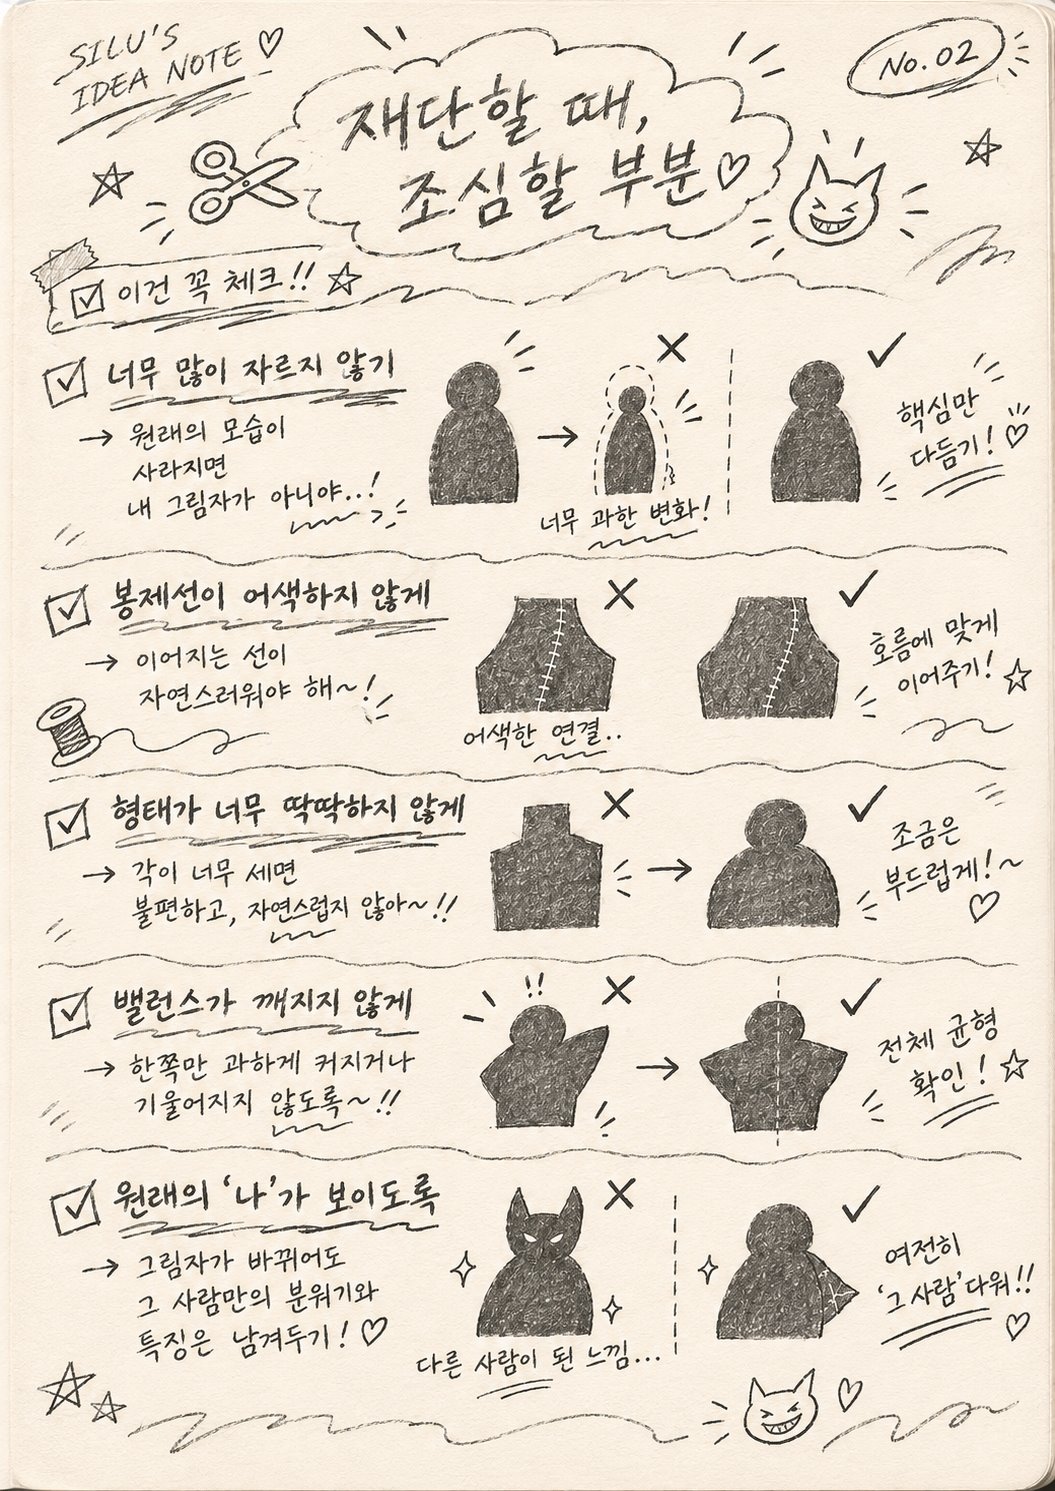 SILU'S
IDEA NOTE ♡
No. 02
재단할 때,
조심할 부분♡
이건 꼭 체크!! ☆
너무 많이 자르지 않기
→ 원래의 모습이
사라지면
내 그림자가 아니야..!
너무 과한 변화!
핵심만
다듬기! ♡
봉제선이 어색하지 않게
→ 이어지는 선이
자연스러워야 해~!
어색한 연결..
흐름에 맞게
이어주기! ☆
형태가 너무 딱딱하지 않게
→ 각이 너무 세면
불편하고, 자연스럽지 않아~!!
조금은
부드럽게!~
♡
밸런스가 깨지지 않게
→ 한쪽만 과하게 커지거나
기울어지지 않도록~!!
!!
전체 균형
확인! ☆
원래의 '나'가 보이도록
→ 그림자가 바뀌어도
그 사람만의 분위기와
특징은 남겨두기! ♡
다른 사람이 된 느낌...
여전히
'그 사람'다워!!
♡